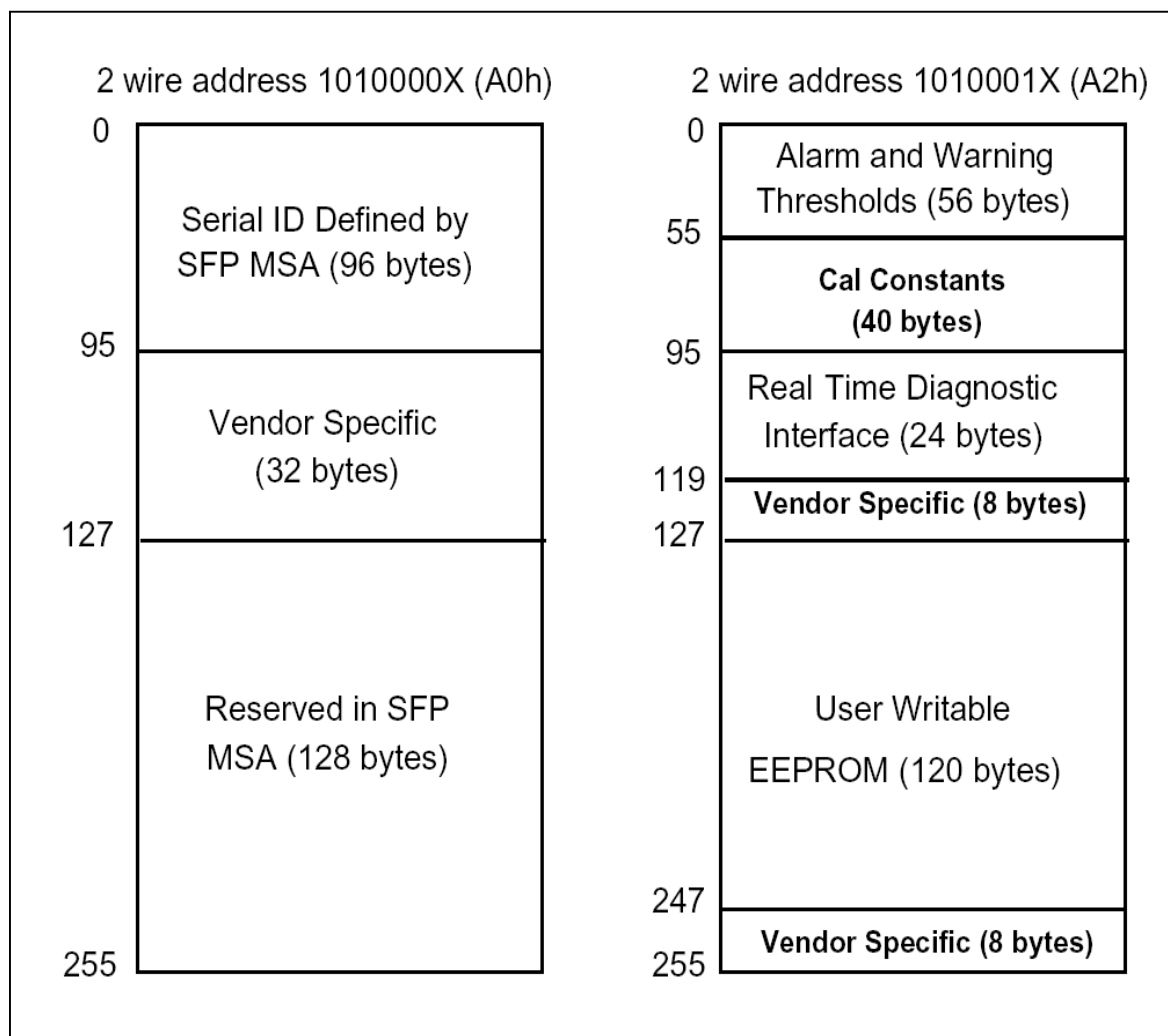 2 wire address 1010000X (A0h)
0
Serial ID Defined by
SFP MSA (96 bytes)
95
Vendor Specific
(32 bytes)
127
Reserved in SFP
MSA (128 bytes)
255
2 wire address 1010001X (A2h)
0
Alarm and Warning
Thresholds (56 bytes)
55
Cal Constants
(40 bytes)
95
Real Time Diagnostic
Interface (24 bytes)
119
Vendor Specific (8 bytes)
127
User Writable
EEPROM (120 bytes)
247
Vendor Specific (8 bytes)
255